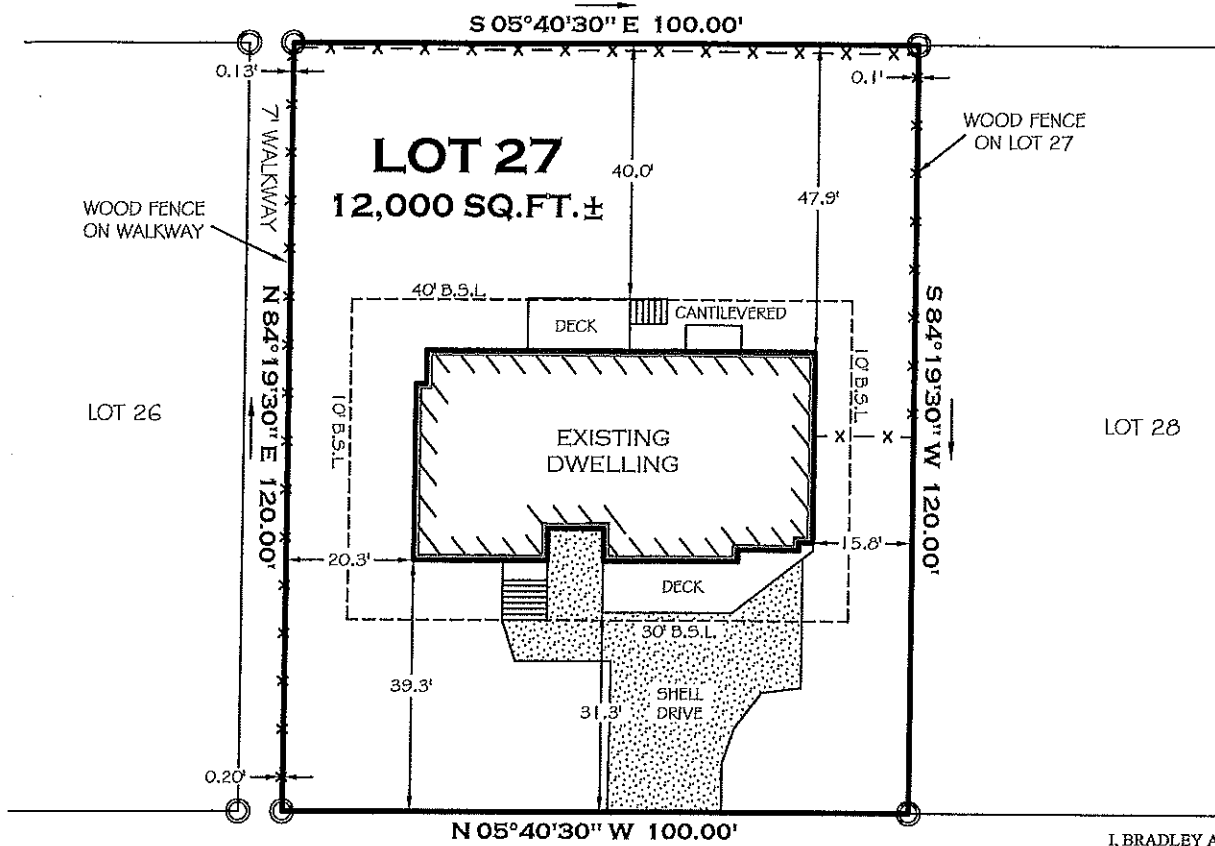 S 05°40'30" E 100.00'
0.13'
0.1'
7' WALKWAY
WOOD FENCE
ON LOT 27
LOT 27
12,000 SQ.FT.±
40.0'
47.9'
WOOD FENCE
ON WALKWAY
N 84°19'30" E 120.00'
S 84°19'30" W 120.00'
40' B.S.L.
DECK
CANTILEVERED
10' B.S.L.
10' B.S.L.
LOT 26
EXISTING
DWELLING
LOT 28
20.3'
15.8'
DECK
30' B.S.L.
39.3'
31.3'
SHELL
DRIVE
0.20'
N 05°40'30" W 100.00'
I, BRADLEY A